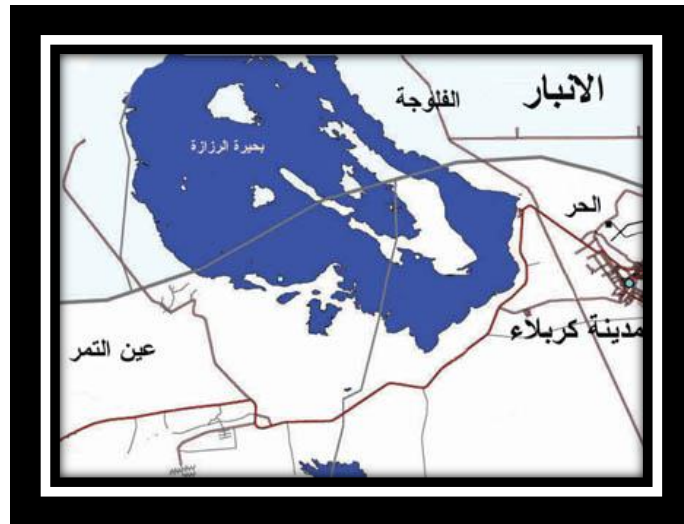 الانبار
الفلوجة
بحيرة الرزازة
الحر
مدينة كربلاء
عين التمر